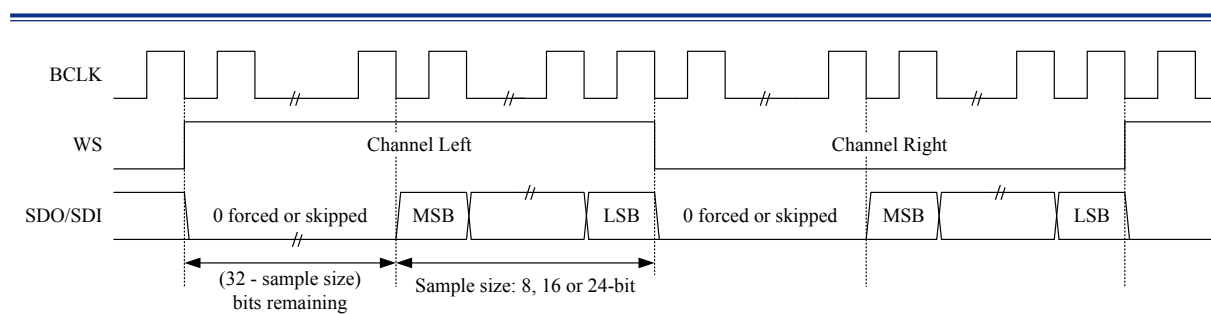 BCLK
WS
Channel Left
Channel Right
SDO/SDI
0 forced or skipped
MSB
LSB
0 forced or skipped
MSB
LSB
(32 - sample size)
bits remaining
Sample size: 8, 16 or 24-bit